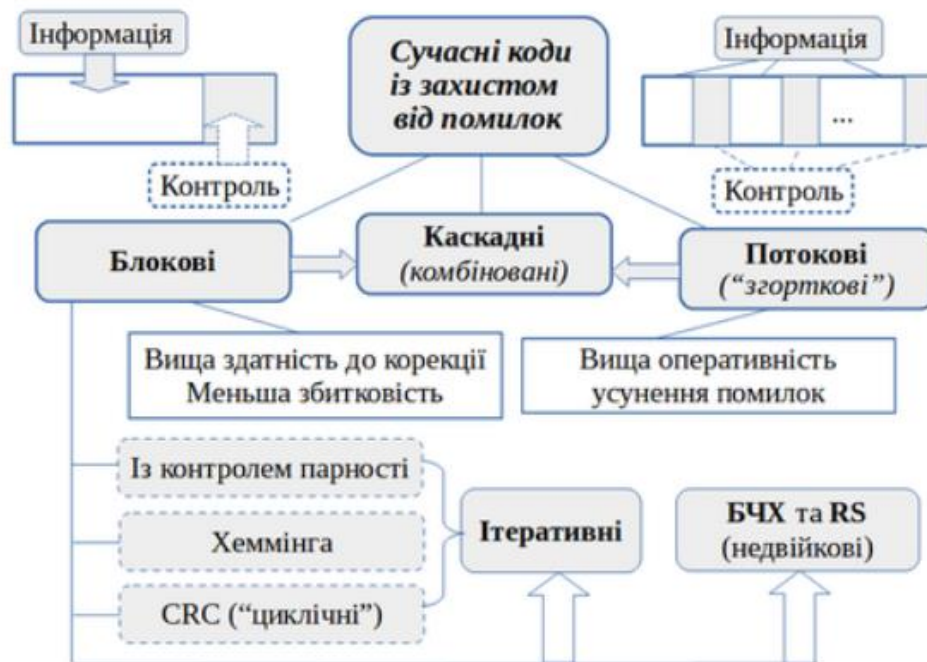 Інформація
Контроль
Сучасні коди
із захистом
від помилок
Інформація
...
Контроль
Блокові
Каскадні
(комбіновані)
Потокові
(“згорткові”)
Вища здатність до корекції
Меньша збитковість
Вища оперативність
усунення помилок
Із контролем парності
Хеммінга
CRC (“циклічні”)
Ітеративні
БЧХ та RS
(недвійкові)